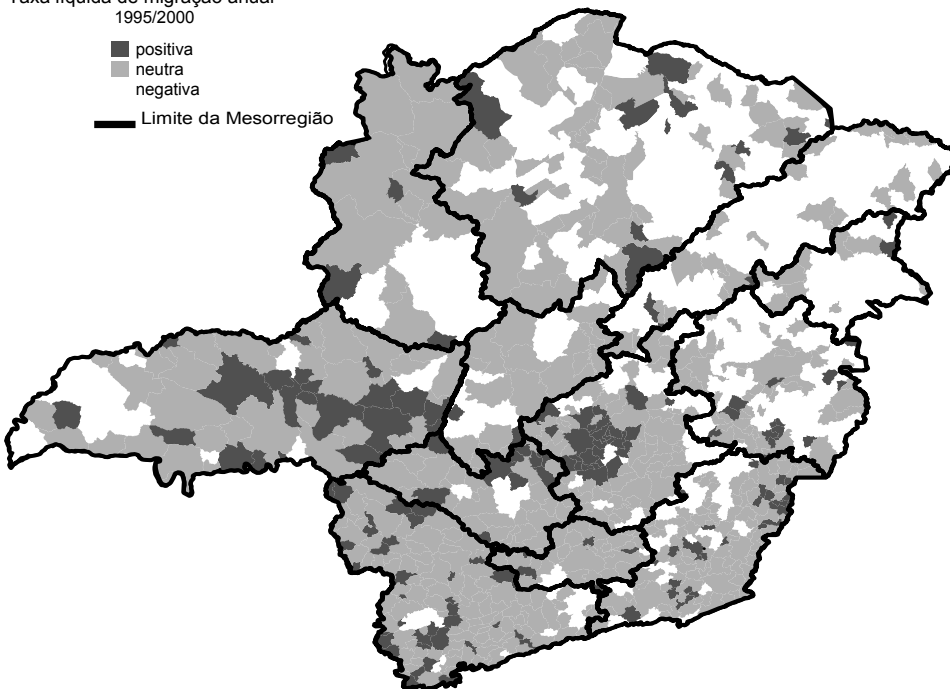 Taxa líquida de migração anual
1995/2000
positiva
neutra
negativa
Limite da Mesorregião